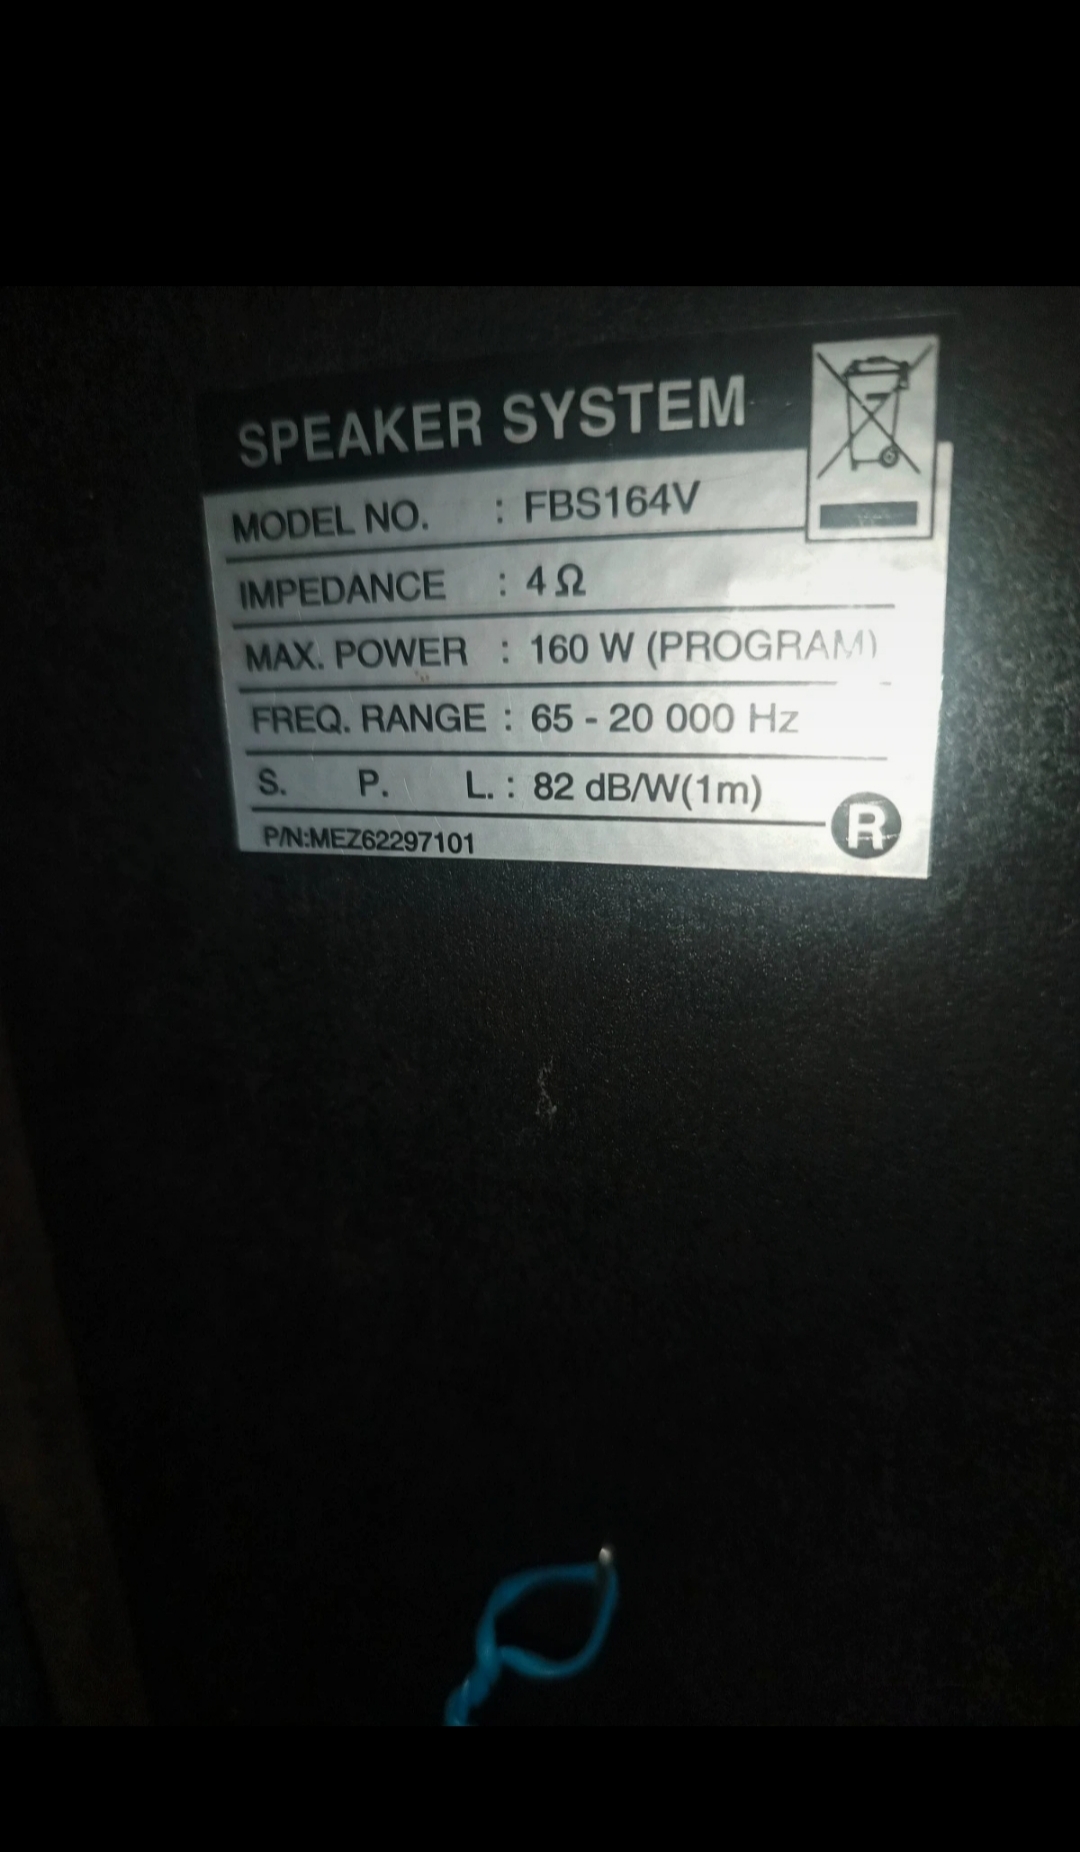 SPEAKER SYSTEM
MODEL NO. : FBS164V
IMPEDANCE : 4 Ω
MAX. POWER : 160 W (PROGRAM)
FREQ. RANGE : 65 - 20 000 Hz
S. P. L. : 82 dB/W(1m)
P/N:MEZ62297101
R